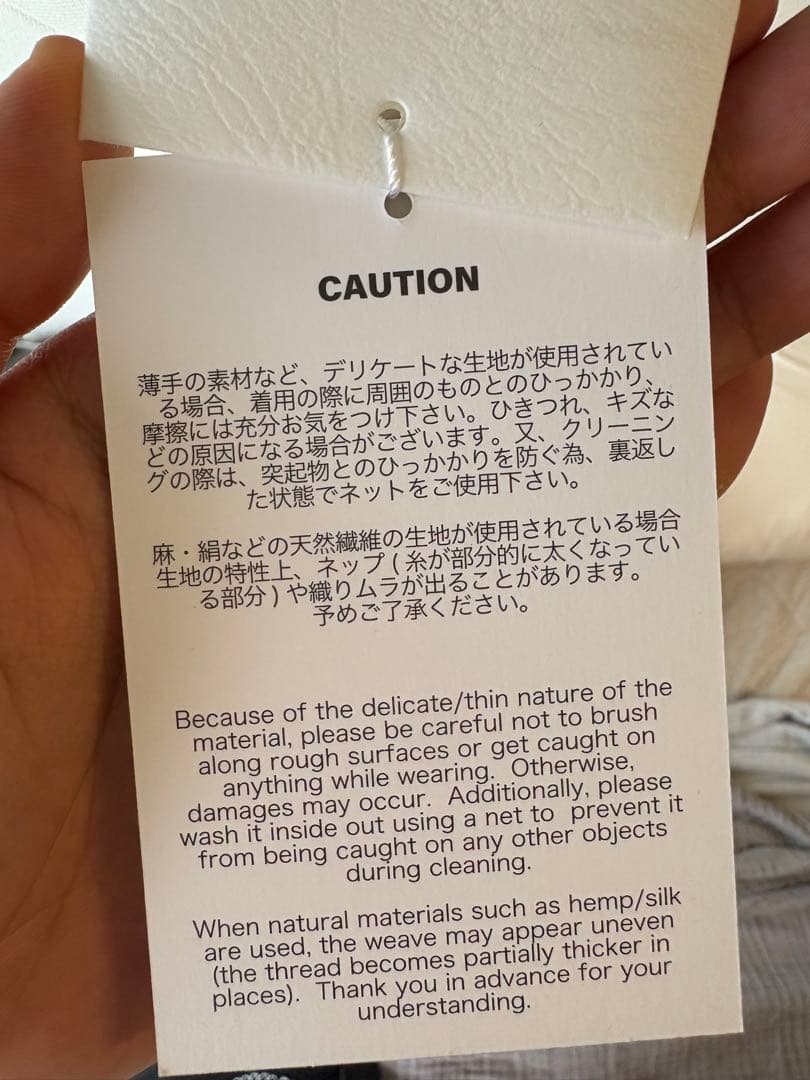 CAUTION
薄手の素材など、デリケートな生地が使用されてい
る場合、着用の際に周囲のものとのひっかかり、
摩擦には充分お気をつけ下さい。ひきつれ、キズな
どの原因になる場合がございます。又、クリーニン
グの際は、突起物とのひっかかりを防ぐ為、裏返し
た状態でネットをご使用下さい。
麻・絹などの天然繊維の生地が使用されている場合
生地の特性上、ネップ ( 糸が部分的に太くなってい
る部分 ) や織りムラが出ることがあります。
予めご了承ください。
Because of the delicate/thin nature of the
material, please be careful not to brush
along rough surfaces or get caught on
anything while wearing.  Otherwise,
damages may occur.  Additionally, please
wash it inside out using a net to  prevent it
from being caught on any other objects
during cleaning.
When natural materials such as hemp/silk
are used, the weave may appear uneven
(the thread becomes partially thicker in
places).  Thank you in advance for your
understanding.